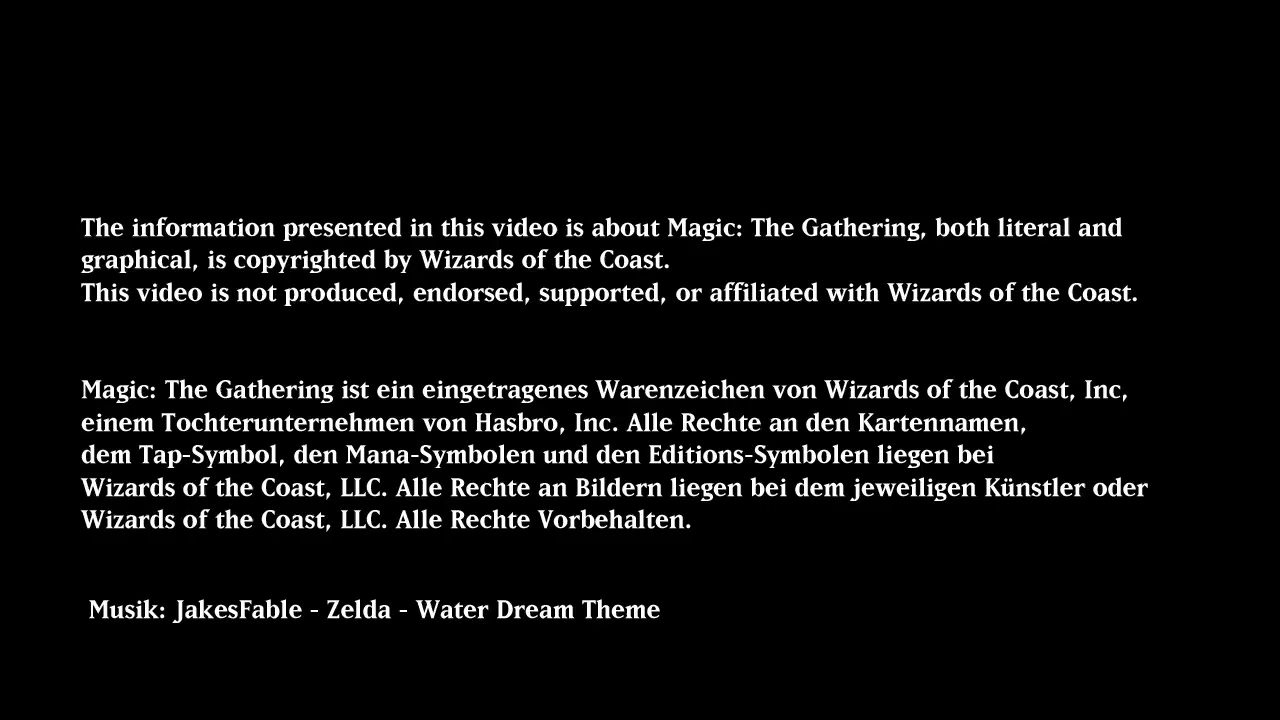 The information presented in this video is about Magic: The Gathering, both literal and
graphical, is copyrighted by Wizards of the Coast.
This video is not produced, endorsed, supported, or affiliated with Wizards of the Coast.
Magic: The Gathering ist ein eingetragenes Warenzeichen von Wizards of the Coast, Inc,
einem Tochterunternehmen von Hasbro, Inc. Alle Rechte an den Kartennamen,
dem Tap-Symbol, den Mana-Symbolen und den Editions-Symbolen liegen bei
Wizards of the Coast, LLC. Alle Rechte an Bildern liegen bei dem jeweiligen Künstler oder
Wizards of the Coast, LLC. Alle Rechte Vorbehalten.
Musik: JakesFable - Zelda - Water Dream Theme